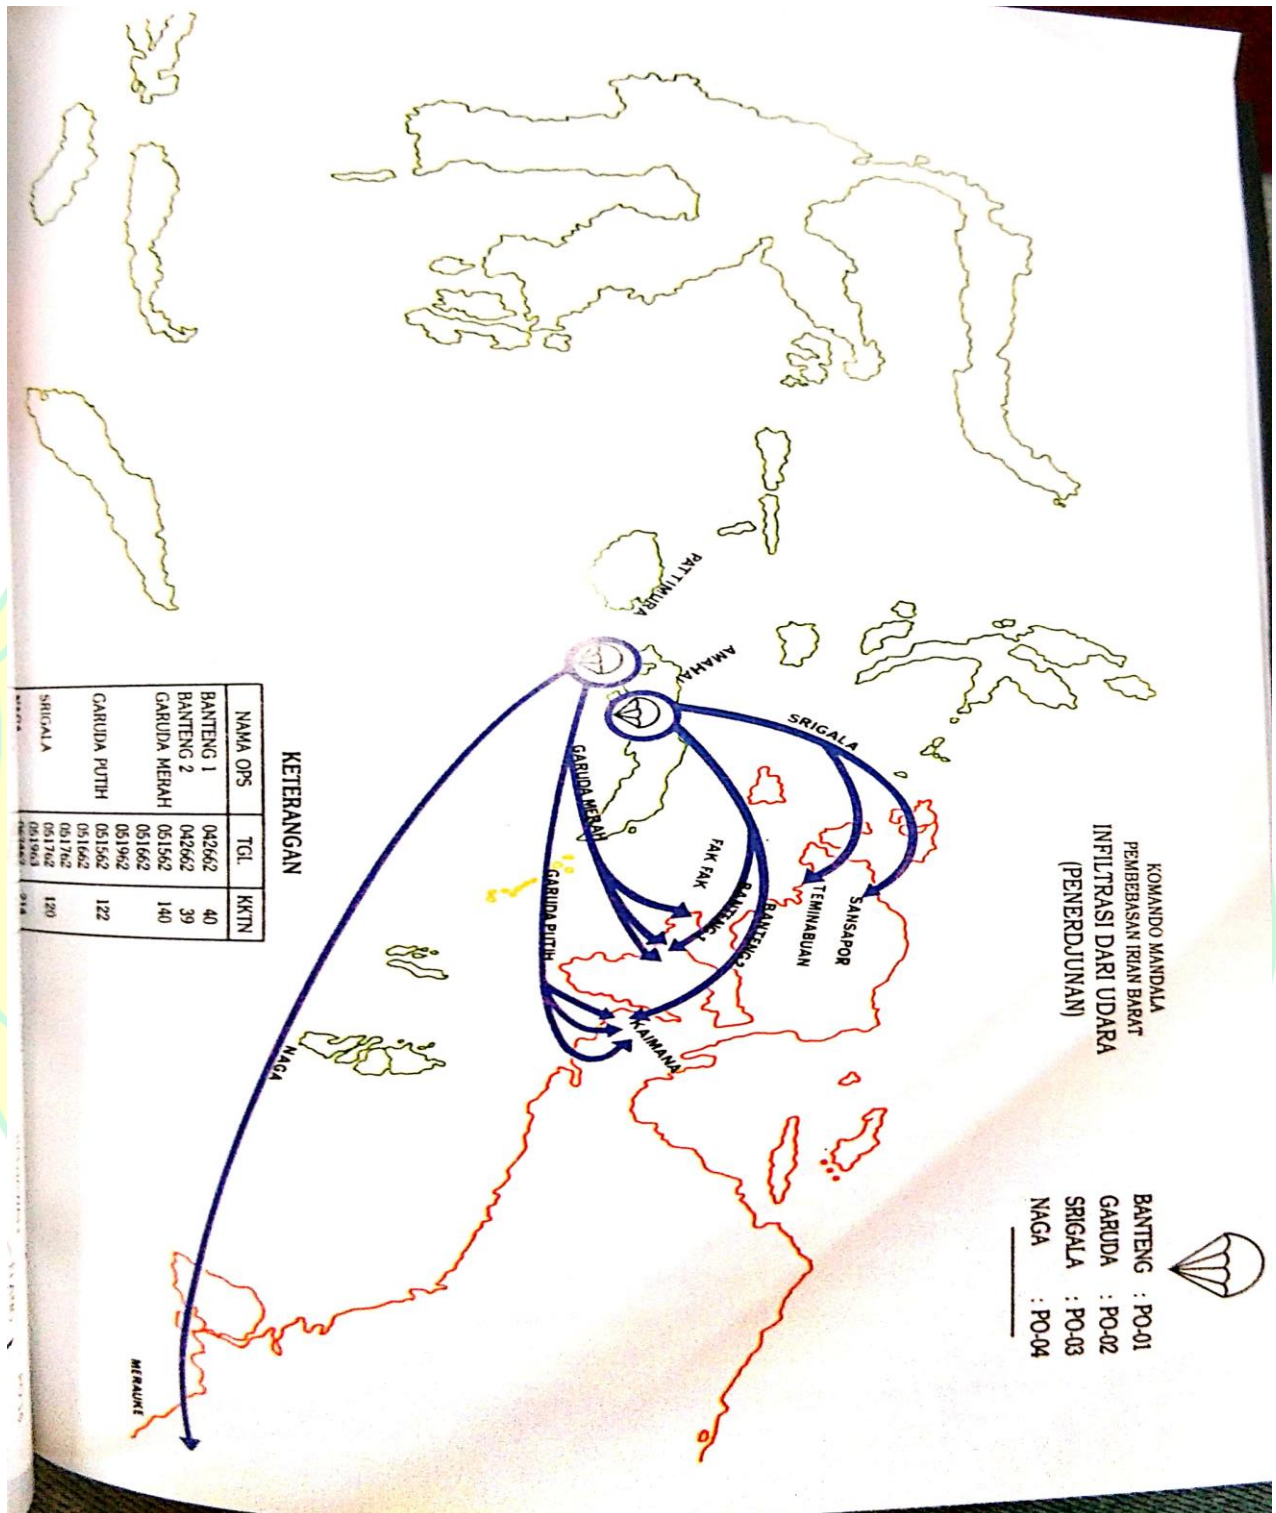 KOMANDO MANDALA
PEMBEBASAN IRIAN BARAT
INFILTRASI DARI UDARA
(PENERDJUNAN)
BANTENG : PO-01
GARUDA : PO-02
SRIGALA : PO-03
NAGA : PO-04
PATTIMURA
AMAHAI
SRIGALA
SANSAPOR
TEMINABUAN
FAK FAK
BANTENG 1
BANTENG 2
GARUDA MERAH
GARUDA PUTIH
KAIMANA
NAGA
MERAUKE
KETERANGAN
NAMA OPS TGL KKTN
BANTENG 1 042662 40
BANTENG 2 042662 39
GARUDA MERAH 051562 140
051662
051962
GARUDA PUTIH 051562 122
051662
051762
SRIGALA 051762 120
051963
214